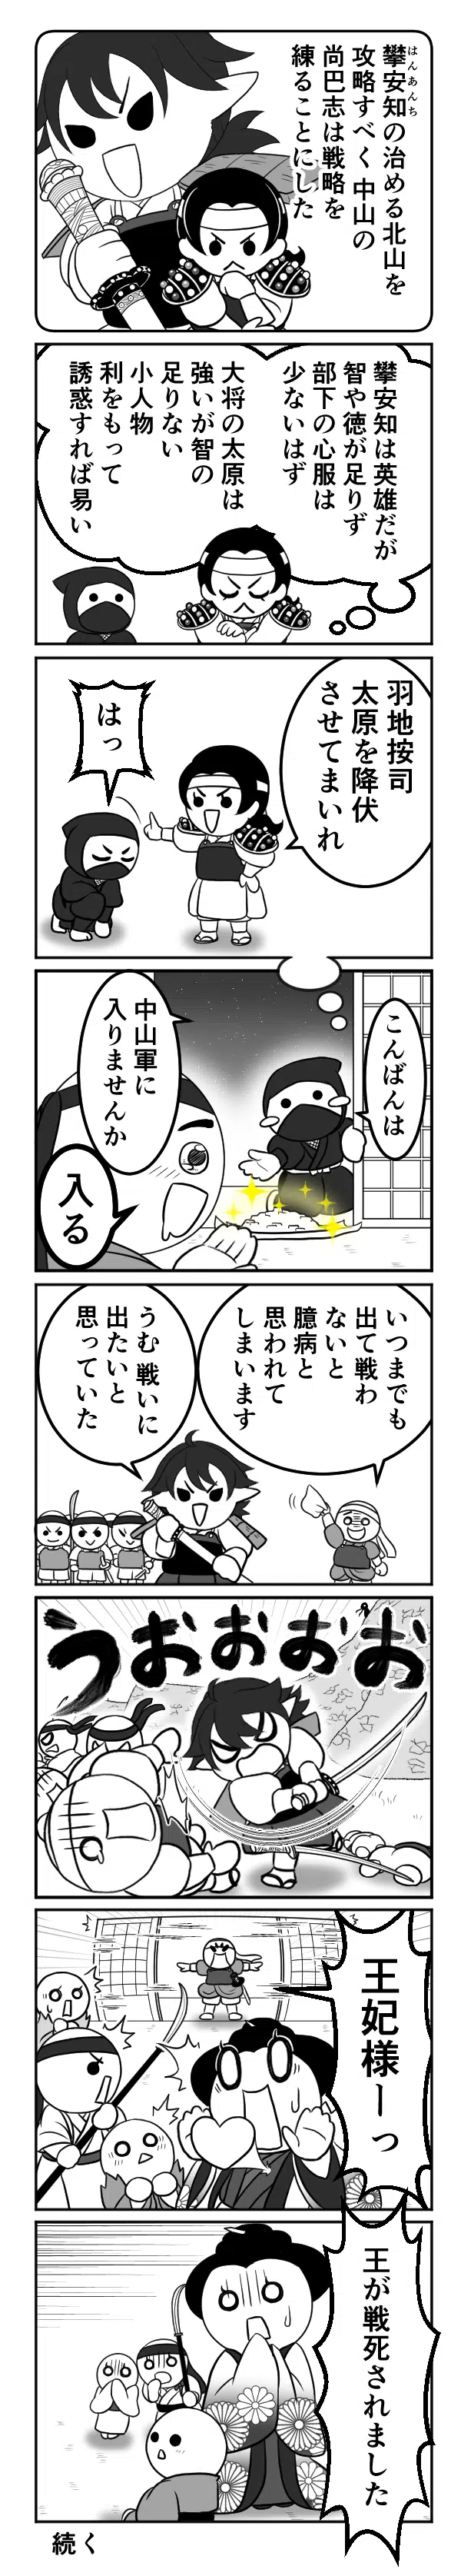 攀安知の治める北山を
はんあんち
攻略すべく 中山の
尚巴志は戦略を
練ることにした
攀安知は英雄だが
智や徳が足りず
部下の心服は
少ないはず
大将の太原は
強いが智の
足りない
小人物
利をもって
誘惑すれば易い
羽地按司
太原を降伏
させてまいれ
はっ
こんばんは
中山軍に
入りませんか
入る
いつまでも
出て戦わ
ないと
臆病と
思われて
しまいます
うむ 戦いに
出たいと
思っていた
うおおおお
王妃様ーっ
王が戦死されました
続く